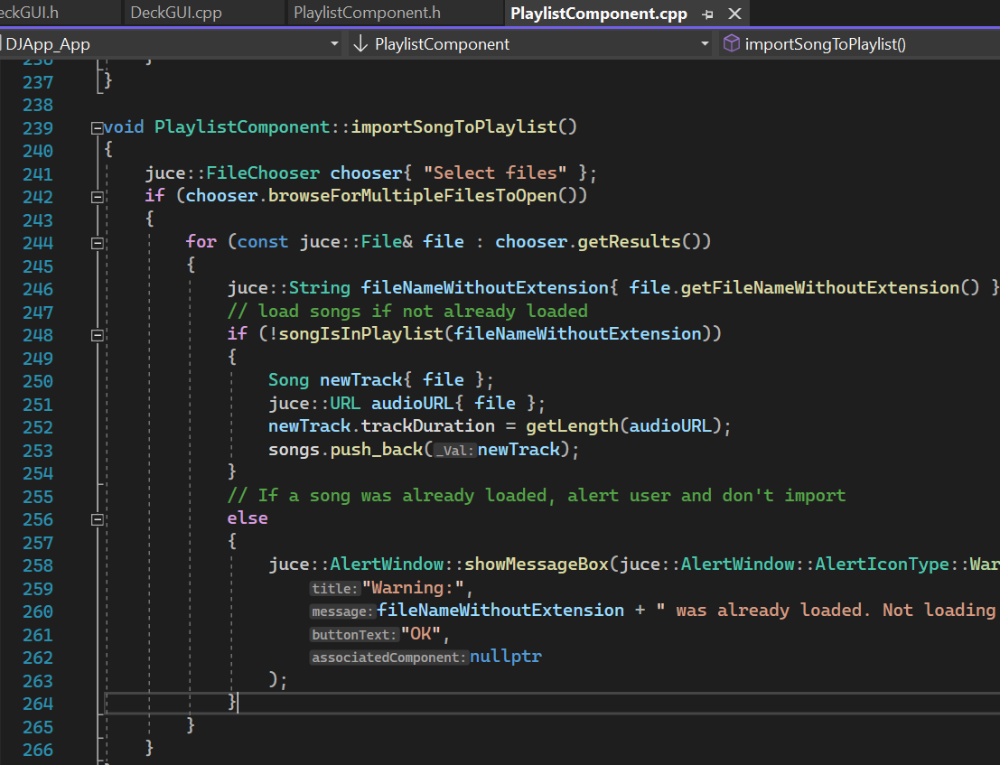 eckGUI.h DeckGUI.cpp PlaylistComponent.h PlaylistComponent.cpp
DJApp_App PlaylistComponent importSongToPlaylist()
236 }
237 }
238
239 void PlaylistComponent::importSongToPlaylist()
240 {
241 juce::FileChooser chooser{ "Select files" };
242 if (chooser.browseForMultipleFilesToOpen())
243 {
244 for (const juce::File& file : chooser.getResults())
245 {
246 juce::String fileNameWithoutExtension{ file.getFileNameWithoutExtension() }
247 // load songs if not already loaded
248 if (!songIsInPlaylist(fileNameWithoutExtension))
249 {
250 Song newTrack{ file };
251 juce::URL audioURL{ file };
252 newTrack.trackDuration = getLength(audioURL);
253 songs.push_back(_Val:newTrack);
254 }
255 // If a song was already loaded, alert user and don't import
256 else
257 {
258 juce::AlertWindow::showMessageBox(juce::AlertWindow::AlertIconType::War
259 title:"Warning:",
260 message:fileNameWithoutExtension + " was already loaded. Not loading
261 buttonText:"OK",
262 associatedComponent:nullptr
263 );
264 }
265 }
266 }